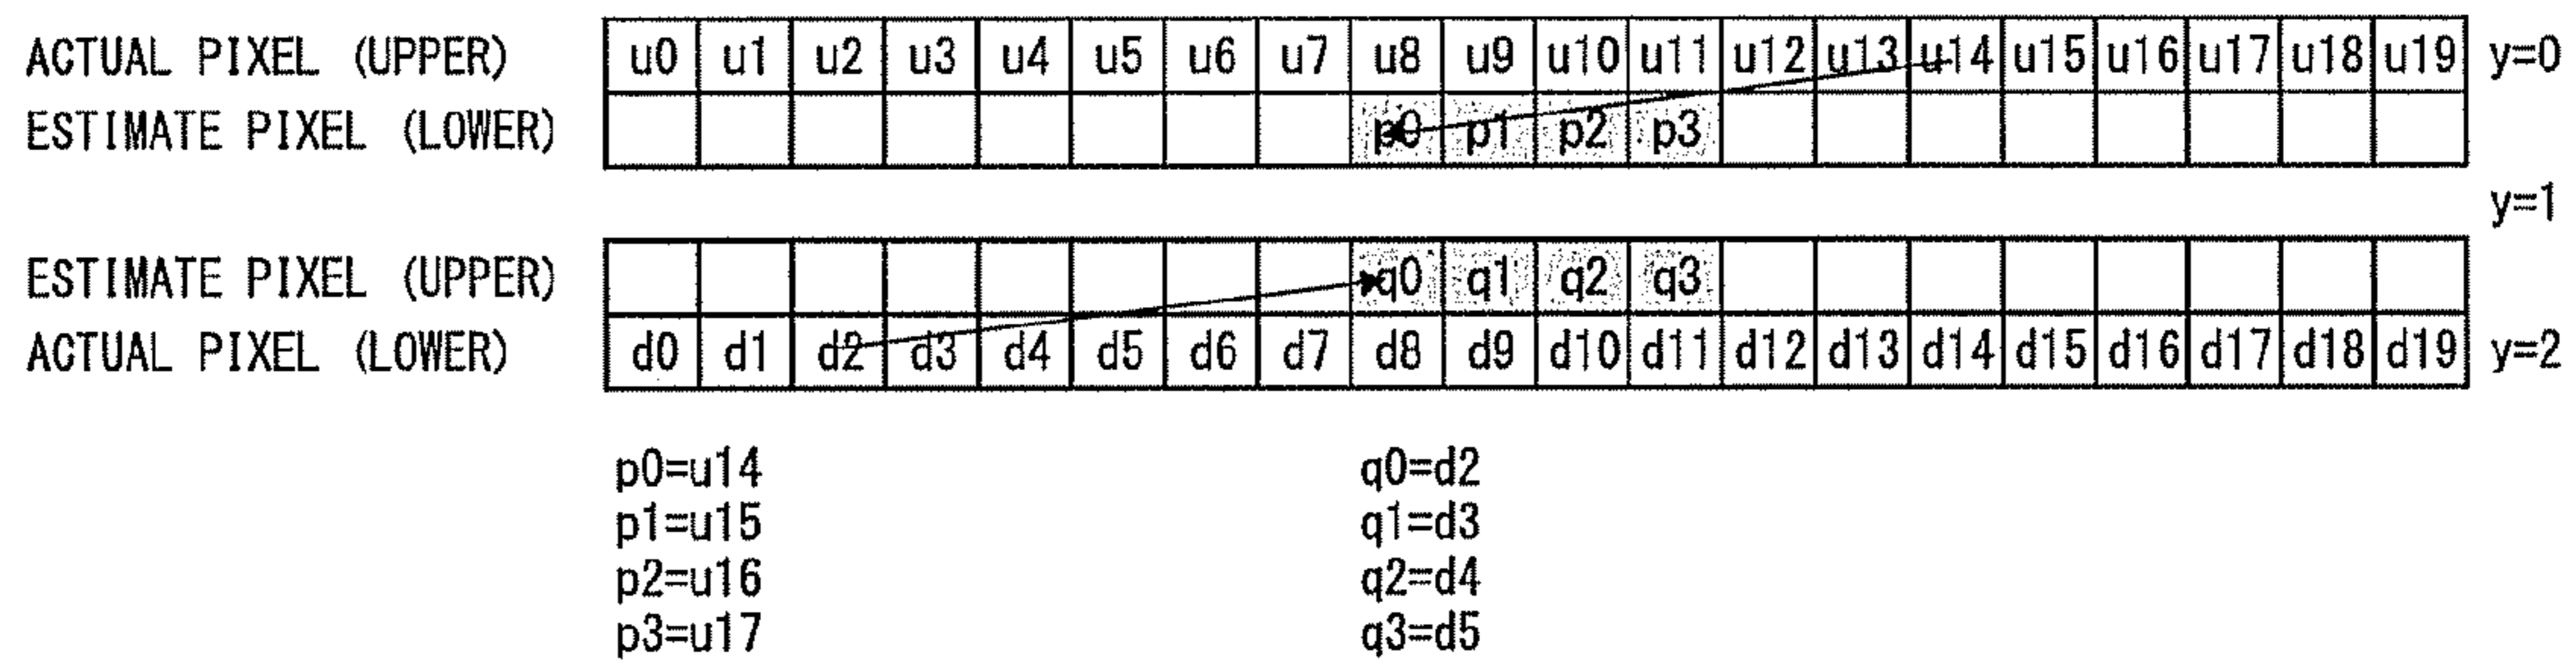 ACTUAL PIXEL (UPPER) u0 u1 u2 u3 u4 u5 u6 u7 u8 u9 u10 u11 u12 u13 u14 u15 u16 u17 u18 u19 y=0
ESTIMATE PIXEL (LOWER) p0 p1 p2 p3
y=1
ESTIMATE PIXEL (UPPER) q0 q1 q2 q3
ACTUAL PIXEL (LOWER) d0 d1 d2 d3 d4 d5 d6 d7 d8 d9 d10 d11 d12 d13 d14 d15 d16 d17 d18 d19 y=2
p0=u14 q0=d2
p1=u15 q1=d3
p2=u16 q2=d4
p3=u17 q3=d5